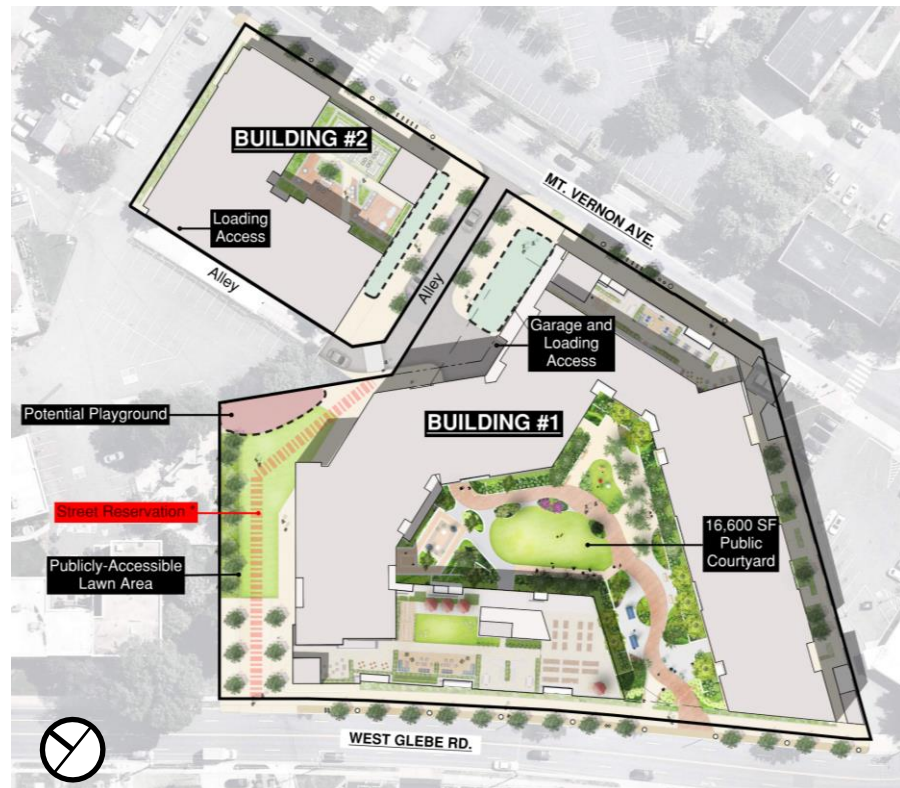 BUILDING #2
MT. VERNON AVE.
Loading
Access
Alley
Alley
Garage and
Loading
Access
Potential Playground
BUILDING #1
Street Reservation *
16,600 SF
Public
Courtyard
Publicly-Accessible
Lawn Area
WEST GLEBE RD.